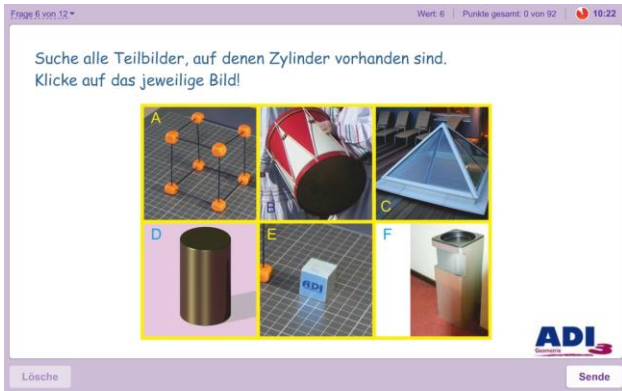 Frage 6 von 12
Wert: 6 | Punkte gesamt: 0 von 92 | 10:22
Suche alle Teilbilder, auf denen Zylinder vorhanden sind.
Klicke auf das jeweilige Bild!
A
B
C
D
E
F
ADI
ADI
3
Geometrie
Lösche
Sende